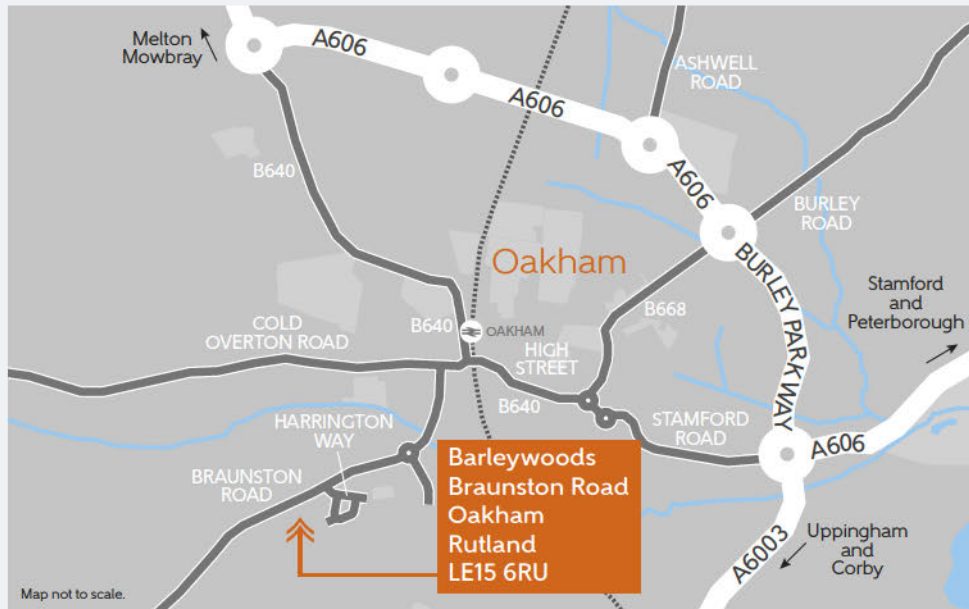 Melton
Mowbray
A606
A606
ASHWELL
ROAD
B640
A606
BURLEY
ROAD
Oakham
BURLEY PARK WAY
Stamford
and
Peterborough
B668
COLD
OVERTON ROAD
B640
OAKHAM
HIGH
STREET
B640
HARRINGTON
WAY
STAMFORD
ROAD
A606
BRAUNSTON
ROAD
Barleywoods
Braunston Road
Oakham
Rutland
LE15 6RU
A6003
Uppingham
and
Corby
Map not to scale.